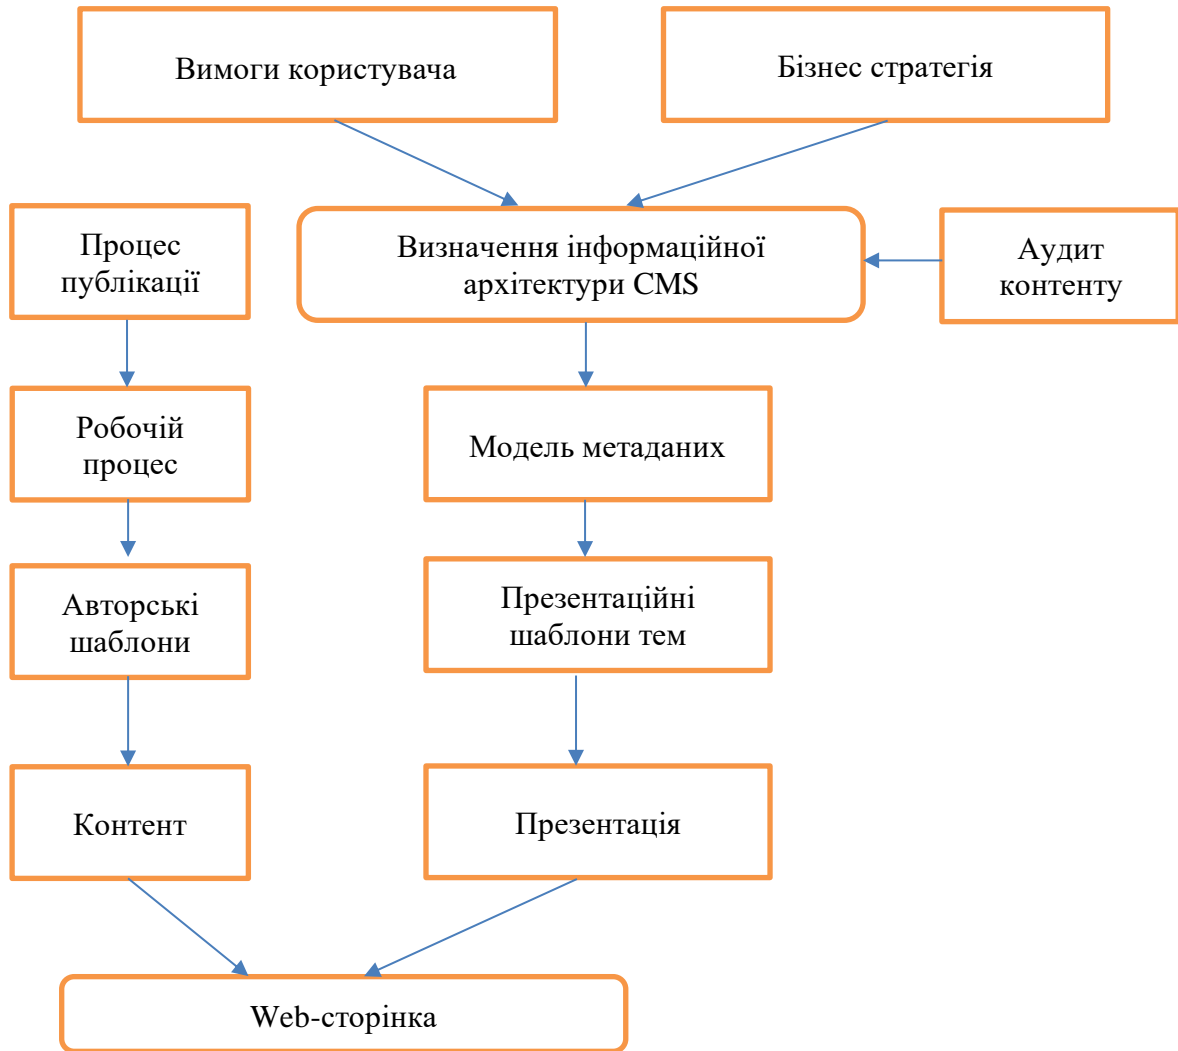 Вимоги користувача
Бізнес стратегія
Процес
публікації
Визначення інформаційної
архітектури CMS
Аудит
контенту
Робочій
процес
Модель метаданих
Авторські
шаблони
Презентаційні
шаблони тем
Контент
Презентація
Web-сторінка